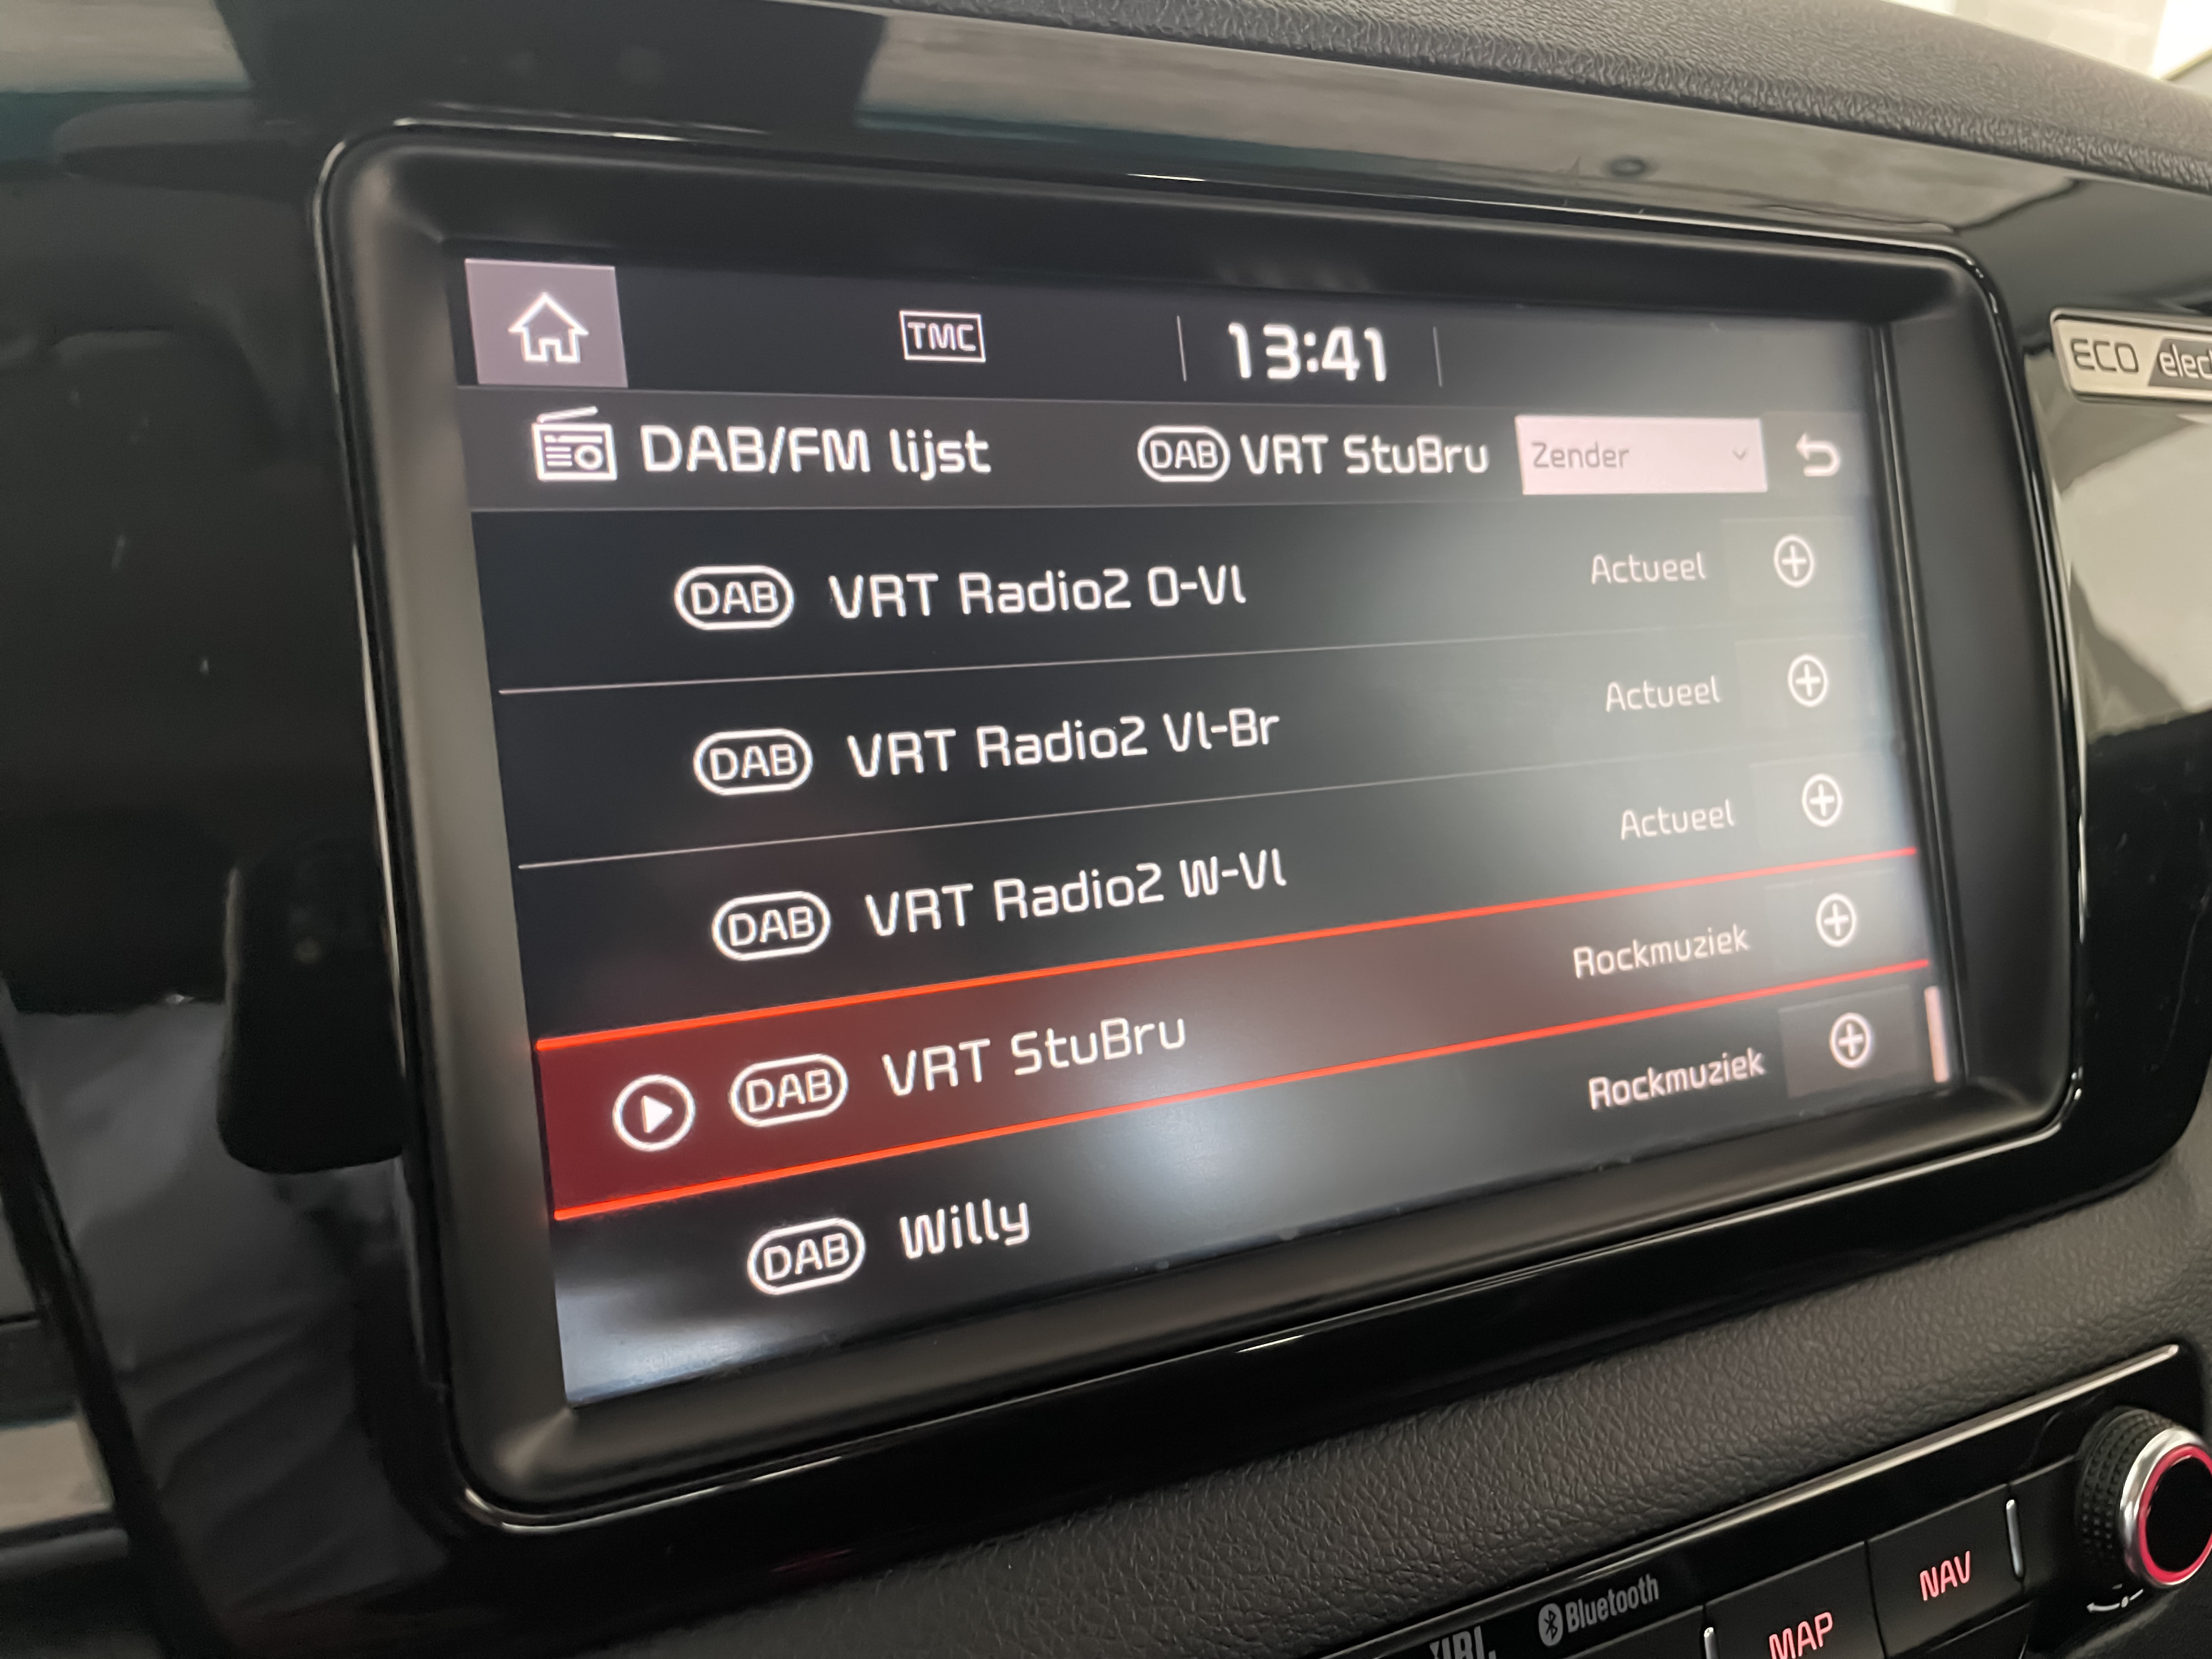 TMC
13:41
DAB/FM lijst
DAB VRT StuBru
Zender
DAB VRT Radio2 O-Vl Actueel
DAB VRT Radio2 Vl-Br Actueel
DAB VRT Radio2 W-Vl Actueel
DAB VRT StuBru Rockmuziek
DAB Willy Rockmuziek
ECO elec
JBL
Bluetooth
MAP
NAV